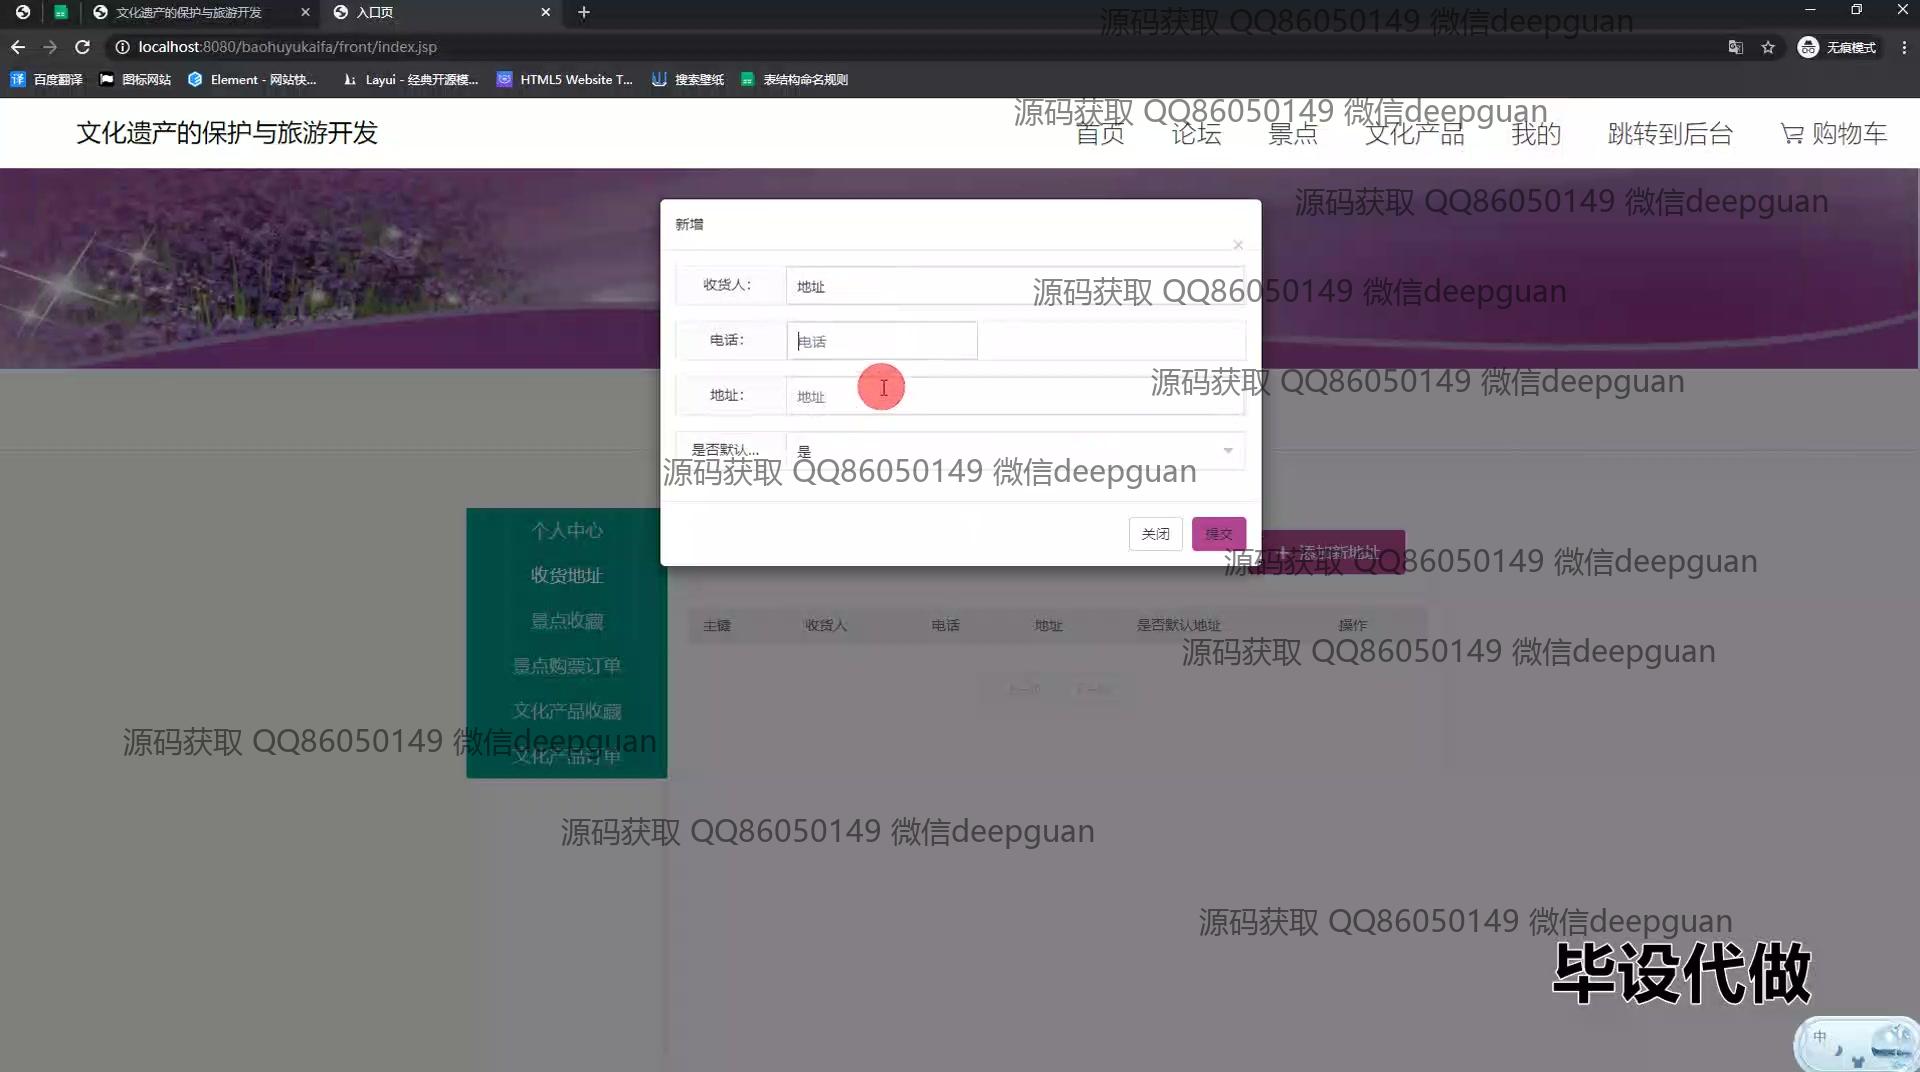 文化遗产的保护与旅游开发
入口页
localhost:8080/baohuyukaifa/front/index.jsp
无痕模式
百度翻译
图标网站
Element - 网站快...
Layui - 经典开源模...
HTML5 Website T...
搜索壁纸
表结构命名规则
源码获取 QQ86050149 微信deepguan
源码获取 QQ86050149 微信deepguan
文化遗产的保护与旅游开发
首页
论坛
景点
文化产品
我的
跳转到后台
购物车
源码获取 QQ86050149 微信deepguan
新增
收货人：
地址
源码获取 QQ86050149 微信deepguan
电话：
电话
源码获取 QQ86050149 微信deepguan
地址：
地址
是否默认...
是
源码获取 QQ86050149 微信deepguan
关闭
提交
个人中心
收货地址
景点收藏
景点购票订单
文化产品收藏
文化产品订单
添加新地址
源码获取 QQ86050149 微信deepguan
主键
收货人
电话
地址
是否默认地址
操作
源码获取 QQ86050149 微信deepguan
上一页
下一页
源码获取 QQ86050149 微信deepguan
源码获取 QQ86050149 微信deepguan
源码获取 QQ86050149 微信deepguan
毕设代做
中